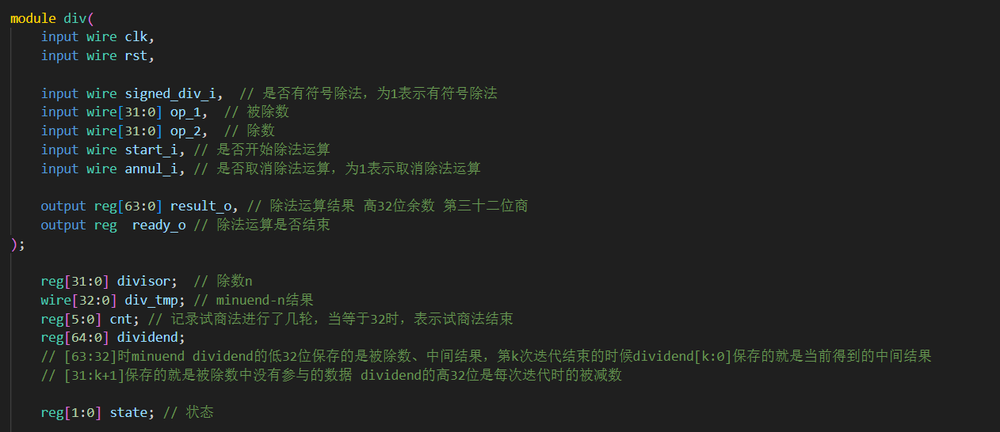 module div(
    input wire clk,
    input wire rst,
    input wire signed_div_i,  // 是否有符号除法，为1表示有符号除法
    input wire[31:0] op_1,  // 被除数
    input wire[31:0] op_2,  // 除数
    input wire start_i, // 是否开始除法运算
    input wire annul_i, // 是否取消除法运算，为1表示取消除法运算
    output reg[63:0] result_o, // 除法运算结果 高32位余数 第三十二位商
    output reg  ready_o // 除法运算是否结束
);
    reg[31:0] divisor;  // 除数n
    wire[32:0] div_tmp; // minuend-n结果
    reg[5:0] cnt; // 记录试商法进行了几轮，当等于32时，表示试商法结束
    reg[64:0] dividend;
    // [63:32]时minuend dividend的低32位保存的是被除数、中间结果，第k次迭代结束的时候dividend[k:0]保存的就是当前得到的中间结果
    // [31:k+1]保存的就是被除数中没有参与的数据 dividend的高32位是每次迭代时的被减数
    reg[1:0] state; // 状态